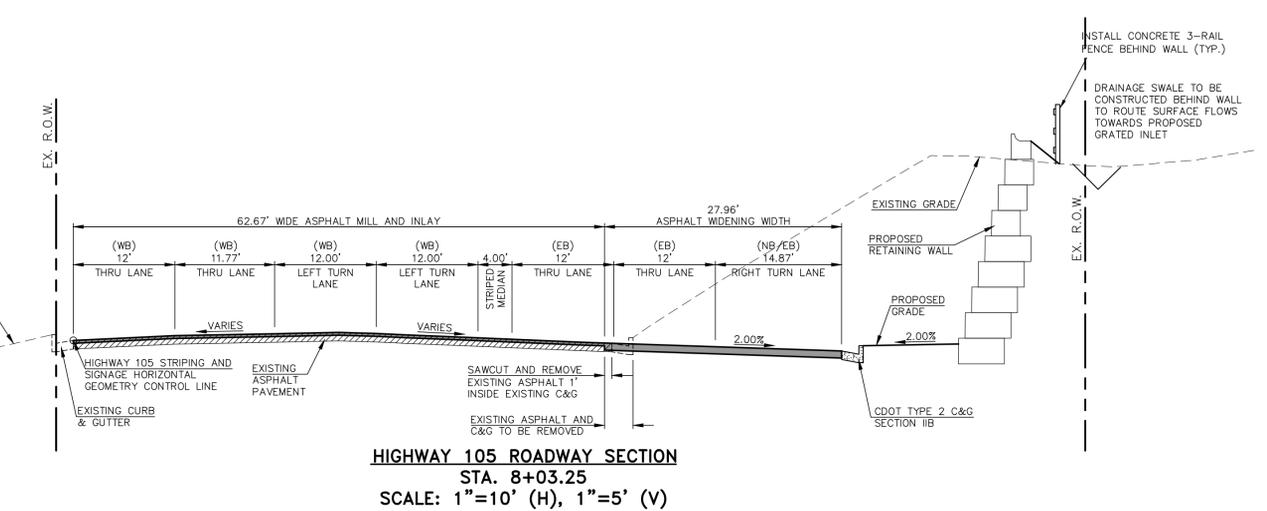 INSTALL CONCRETE 3-RAIL
FENCE BEHIND WALL (TYP.)
DRAINAGE SWALE TO BE
CONSTRUCTED BEHIND WALL
TO ROUTE SURFACE FLOWS
TOWARDS PROPOSED
GRATED INLET
EX. R.O.W.
62.67' WIDE ASPHALT MILL AND INLAY
27.96'
ASPHALT WIDENING WIDTH
EXISTING GRADE
(WB)
12'
THRU LANE
(WB)
11.77'
THRU LANE
(WB)
12.00'
LEFT TURN
LANE
(WB)
12.00'
LEFT TURN
LANE
4.00'
STRIPED
MEDIAN
(EB)
12'
THRU LANE
(EB)
12'
THRU LANE
(NB/EB)
14.87'
RIGHT TURN LANE
PROPOSED
RETAINING WALL
EX. R.O.W.
PROPOSED
GRADE
VARIES
VARIES
2.00%
2.00%
HIGHWAY 105 STRIPING AND
SIGNAGE HORIZONTAL
GEOMETRY CONTROL LINE
EXISTING
ASPHALT
PAVEMENT
SAWCUT AND REMOVE
EXISTING ASPHALT 1'
INSIDE EXISTING C&G
EXISTING CURB
& GUTTER
EXISTING ASPHALT AND
C&G TO BE REMOVED
CDOT TYPE 2 C&G
SECTION IIB
HIGHWAY 105 ROADWAY SECTION
STA. 8+03.25
SCALE: 1"=10' (H), 1"=5' (V)